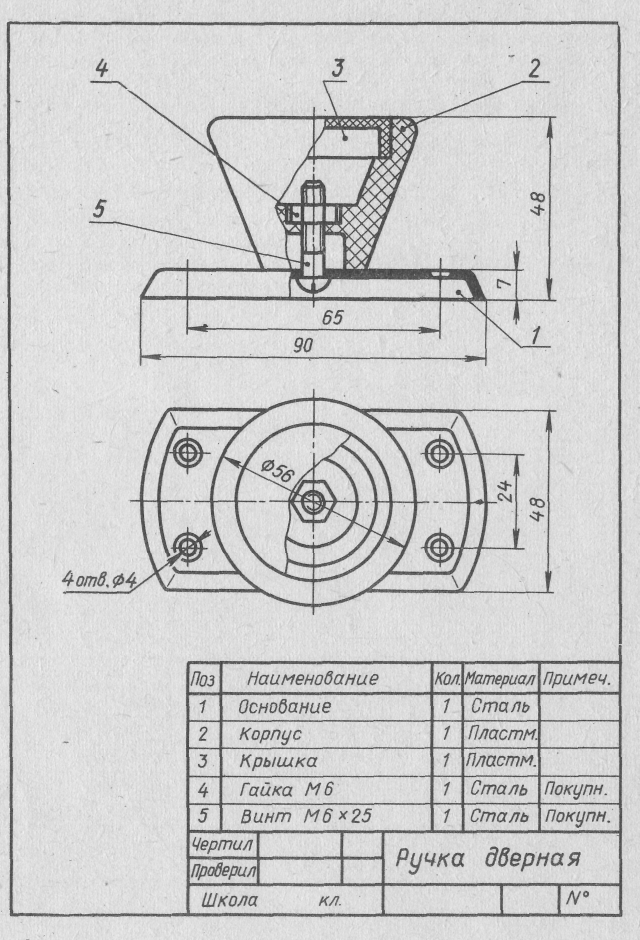 4 3 2
5
48
7
65
1
90
ϕ56
24
48
4 отв. ϕ4
Поз Наименование Кол. Материал Примеч.
1 Основание 1 Сталь
2 Корпус 1 Пластм.
3 Крышка 1 Пластм.
4 Гайка М6 1 Сталь Покупн.
5 Винт М6×25 1 Сталь Покупн.
Чертил
Проверил
Ручка дверная
Школа кл. N°